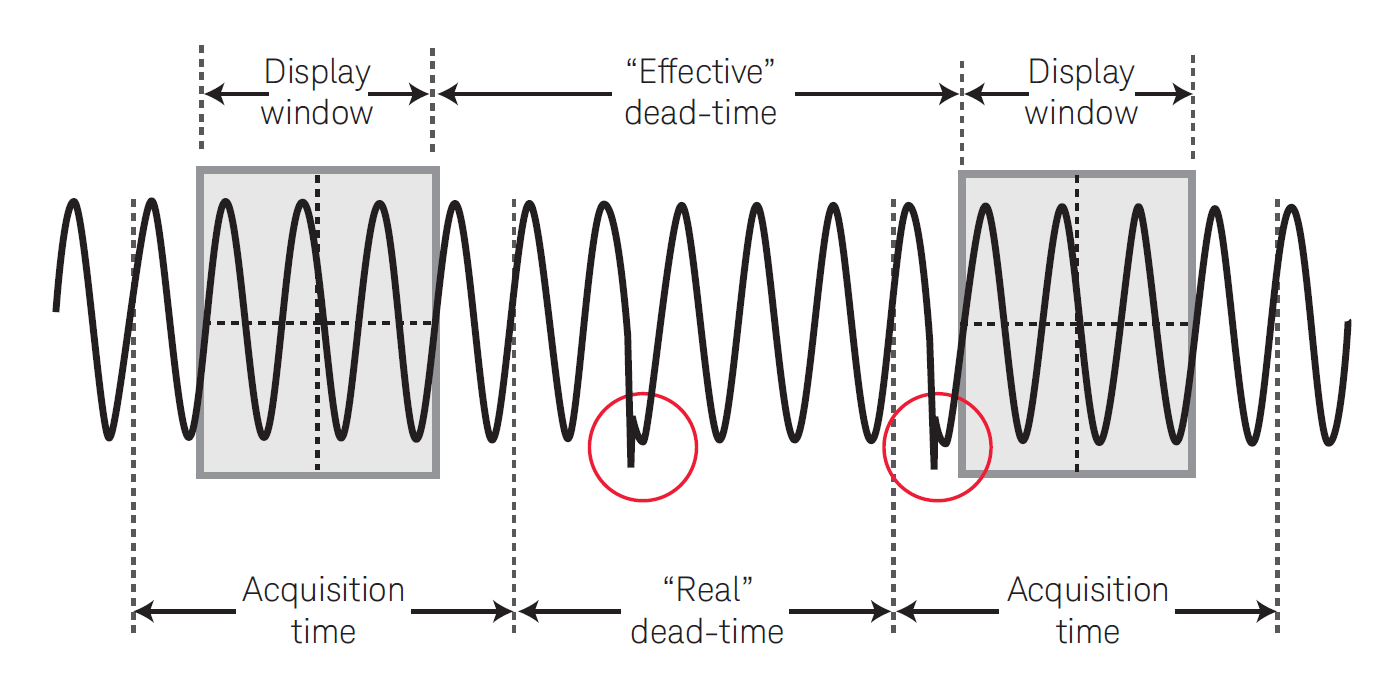 Display
window
“Effective”
dead-time
Display
window
Acquisition
time
“Real”
dead-time
Acquisition
time